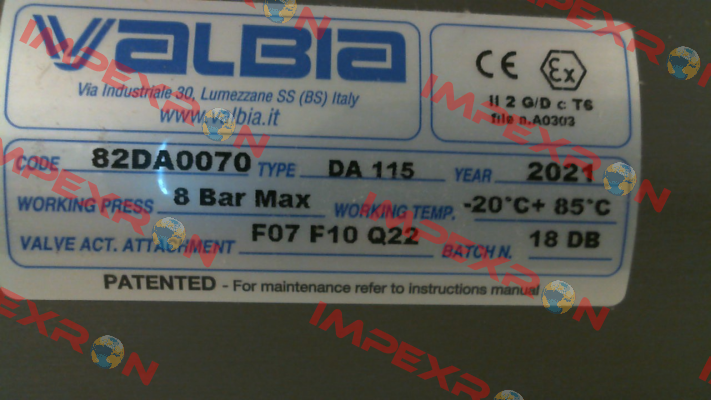 VALBIA
Via Industriale 30, Lumezzane SS (BS) Italy
www.valbia.it
CE Ex
II 2 G/D c T6
file n.A0303
CODE 82DA0070 TYPE DA 115 YEAR 2021
WORKING PRESS 8 Bar Max WORKING TEMP. -20°C+ 85°C
VALVE ACT. ATTACHMENT F07 F10 Q22 BATCH N. 18 DB
PATENTED - For maintenance refer to instructions manual
IMPEXRON
IMPEXRON
IMPEXRON
IMPEXRON
IMPEXRON
IMPEXRON